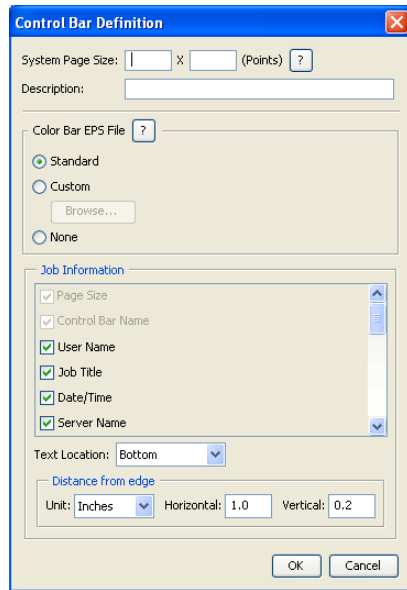 Control Bar Definition
System Page Size: X (Points) ?
Description:
Color Bar EPS File ?
Standard
Custom
Browse...
None
Job Information
Page Size
Control Bar Name
User Name
Job Title
Date/Time
Server Name
Text Location: Bottom
Distance from edge
Unit: Inches Horizontal: 1.0 Vertical: 0.2
OK Cancel